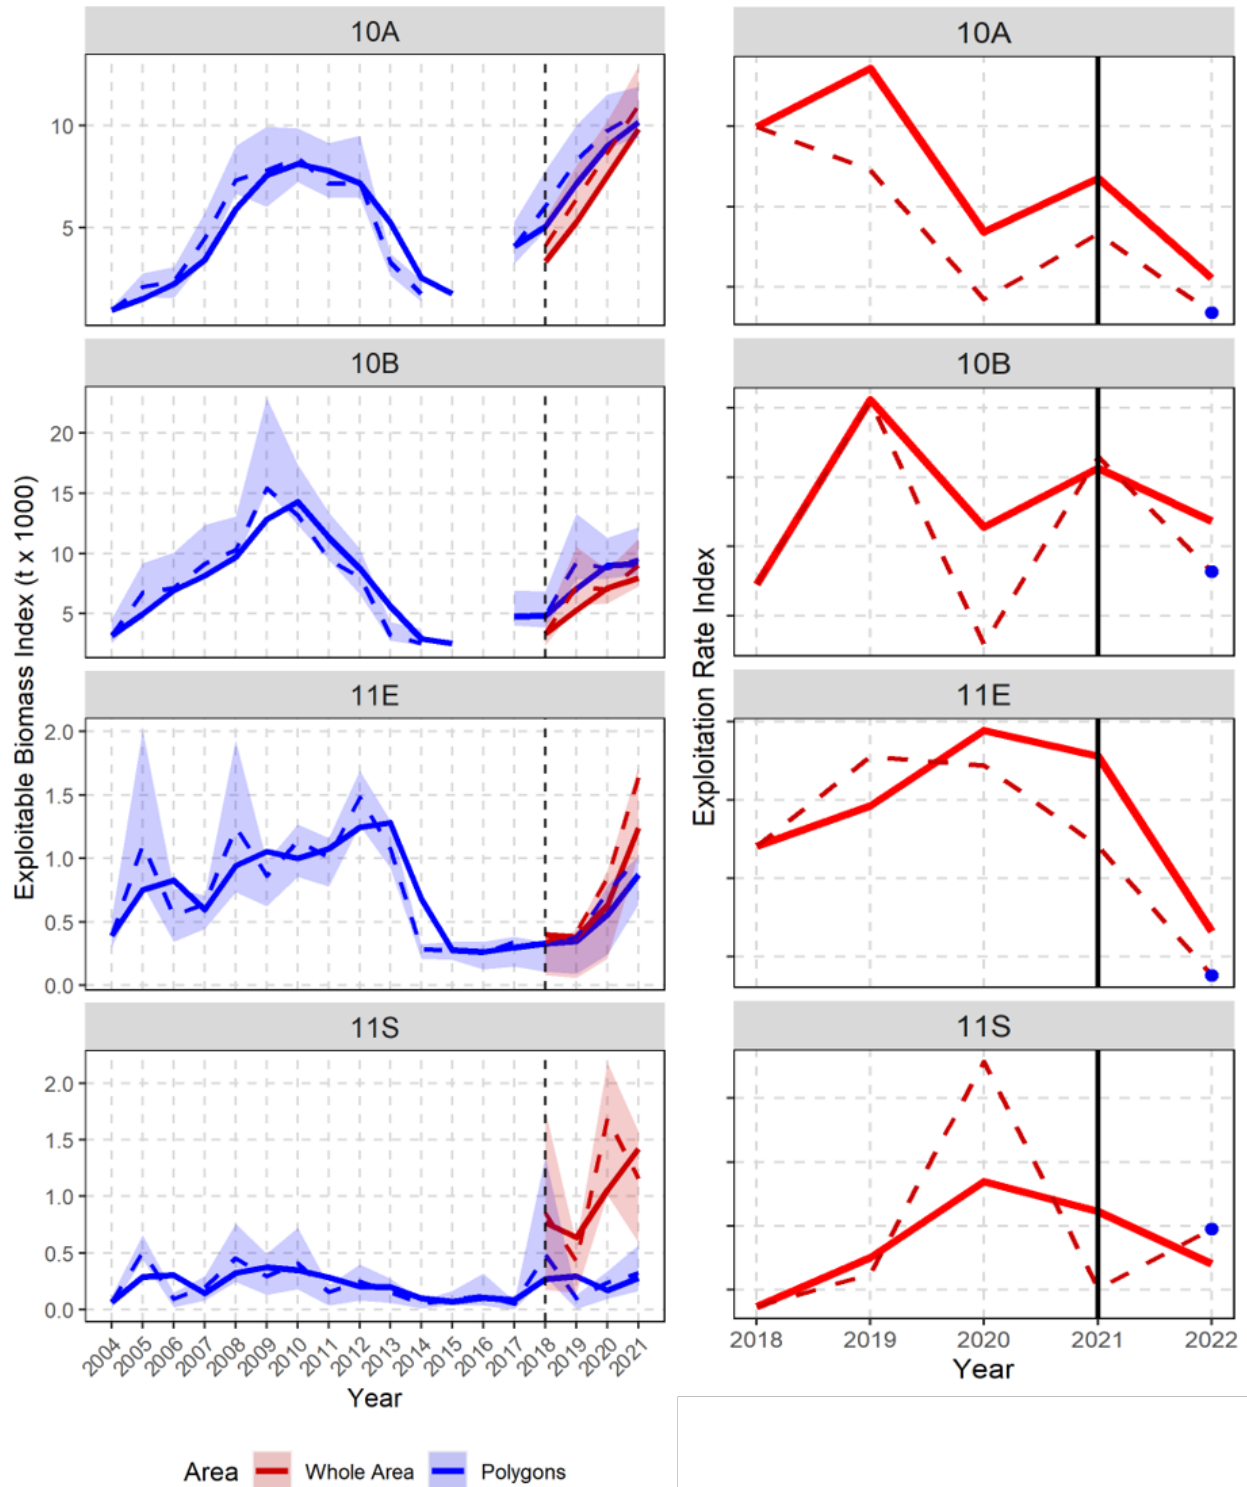 10A
10
5
10B
20
15
10
5
11E
2.0
1.5
1.0
0.5
0.0
11S
2.0
1.5
1.0
0.5
0.0
2004 2005 2006 2007 2008 2009 2010 2011 2012 2013 2014 2015 2016 2017 2018 2019 2020 2021
Year
Exploitable Biomass Index (t x 1000)
Area Whole Area Polygons
10A
10B
11E
11S
2018 2019 2020 2021 2022
Year
Exploitation Rate Index